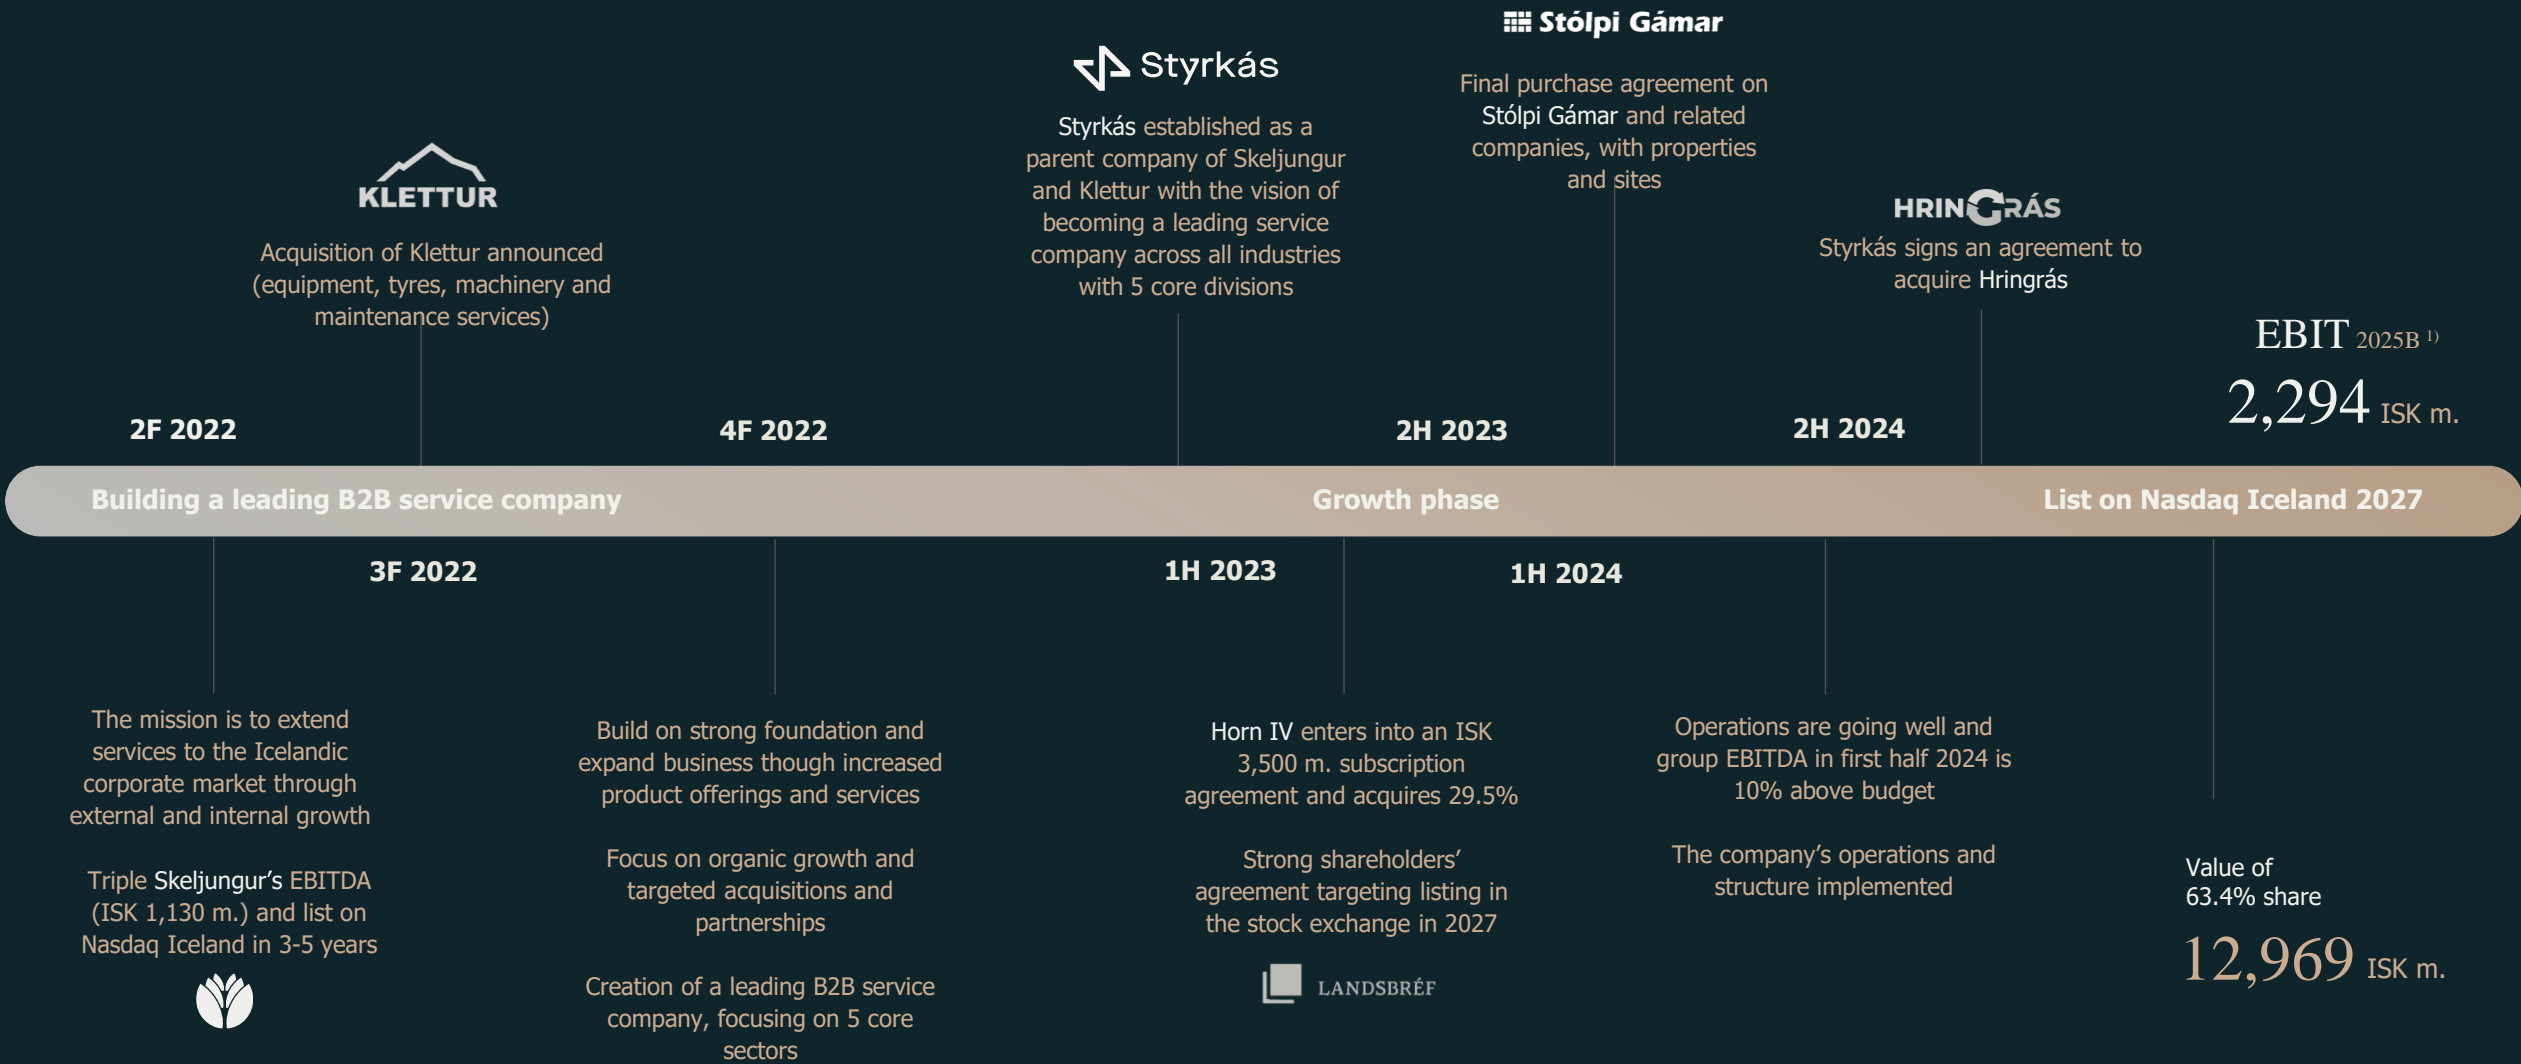 Stólpi Gámar
Final purchase agreement on
Stólpi Gámar and related
companies, with properties
and sites
Styrkás
Styrkás established as a
parent company of Skeljungur
and Klettur with the vision of
becoming a leading service
company across all industries
with 5 core divisions
KLETTUR
Acquisition of Klettur announced
(equipment, tyres, machinery and
maintenance services)
HRINGRÁS
Styrkás signs an agreement to
acquire Hringrás
EBIT 2025B 1)
2,294 ISK m.
2F 2022
4F 2022
2H 2023
2H 2024
Building a leading B2B service company
Growth phase
List on Nasdaq Iceland 2027
3F 2022
1H 2023
1H 2024
The mission is to extend
services to the Icelandic
corporate market through
external and internal growth
Triple Skeljungur’s EBITDA
(ISK 1,130 m.) and list on
Nasdaq Iceland in 3-5 years
Build on strong foundation and
expand business though increased
product offerings and services
Focus on organic growth and
targeted acquisitions and
partnerships
Creation of a leading B2B service
company, focusing on 5 core
sectors
Horn IV enters into an ISK
3,500 m. subscription
agreement and acquires 29.5%
Strong shareholders’
agreement targeting listing in
the stock exchange in 2027
LANDSBRÉF
Operations are going well and
group EBITDA in first half 2024 is
10% above budget
The company’s operations and
structure implemented
Value of
63.4% share
12,969 ISK m.